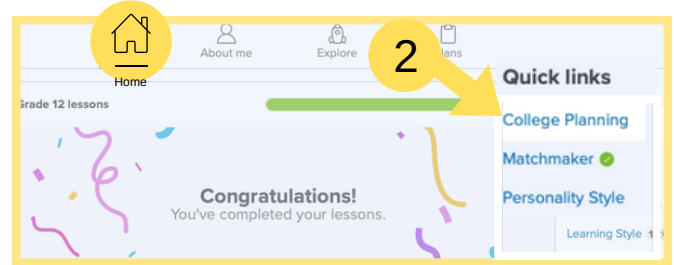 About me
Explore
2
Home
Grade 12 lessons
Quick links
College Planning
Congratulations!
You've completed your lessons.
Matchmaker
Personality Style
Learning Style